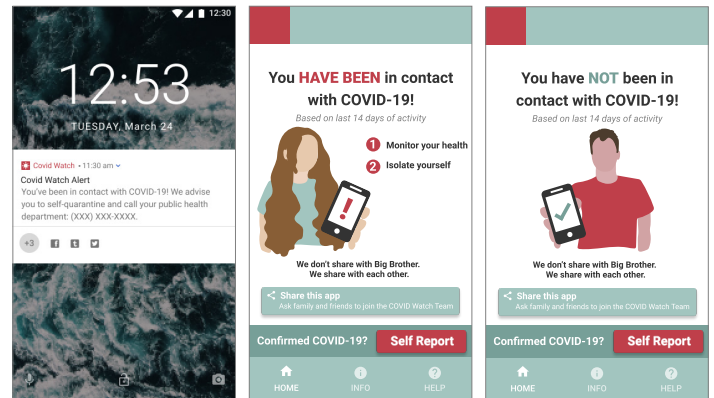 12:30
12:53
TUESDAY, March 24
Covid Watch • 11:30 am
Covid Watch Alert
You've been in contact with COVID-19! We advise
you to self-quarantine and call your public health
department: (XXX) XXX-XXXX.
+3
You HAVE BEEN in contact
with COVID-19!
Based on last 14 days of activity
1 Monitor your health
2 Isolate yourself
We don't share with Big Brother.
We share with each other.
Share this app
Ask family and friends to join the COVID Watch Team
Confirmed COVID-19? Self Report
HOME INFO HELP
You have NOT been in
contact with COVID-19!
Based on last 14 days of activity
We don't share with Big Brother.
We share with each other.
Share this app
Ask family and friends to join the COVID Watch Team
Confirmed COVID-19? Self Report
HOME INFO HELP